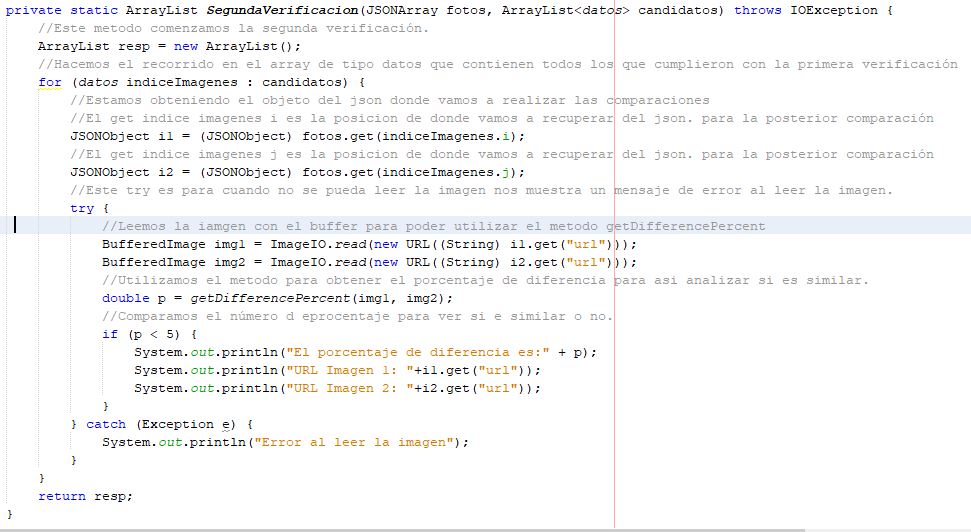 private static ArrayList SegundaVerificacion(JSONArray fotos, ArrayList<datos> candidatos) throws IOException {
//Este metodo comenzamos la segunda verificación.
ArrayList resp = new ArrayList();
//Hacemos el recorrido en el array de tipo datos que contienen todos los que cumplieron con la primera verificación
for (datos indiceImagenes : candidatos) {
//Estamos obteniendo el objeto del json donde vamos a realizar las comparaciones
//El get indice imagenes i es la posicion de donde vamos a recuperar del json. para la posterior comparación
JSONObject i1 = (JSONObject) fotos.get(indiceImagenes.i);
//El get indice imagenes j es la posicion de donde vamos a recuperar del json. para la posterior comparación
JSONObject i2 = (JSONObject) fotos.get(indiceImagenes.j);
//Este try es para cuando no se pueda leer la imagen nos muestra un mensaje de error al leer la imagen.
try {
//Leemos la iamgen con el buffer para poder utilizar el metodo getDifferencePercent
BufferedImage img1 = ImageIO.read(new URL((String) i1.get("url")));
BufferedImage img2 = ImageIO.read(new URL((String) i2.get("url")));
//Utilizamos el metodo para obtener el porcentaje de diferencia para asi analizar si es similar.
double p = getDifferencePercent(img1, img2);
//Comparamos el número d eprocentaje para ver si e similar o no.
if (p < 5) {
System.out.println("El porcentaje de diferencia es:" + p);
System.out.println("URL Imagen 1: "+i1.get("url"));
System.out.println("URL Imagen 2: "+i2.get("url"));
}
} catch (Exception e) {
System.out.println("Error al leer la imagen");
}
}
return resp;
}